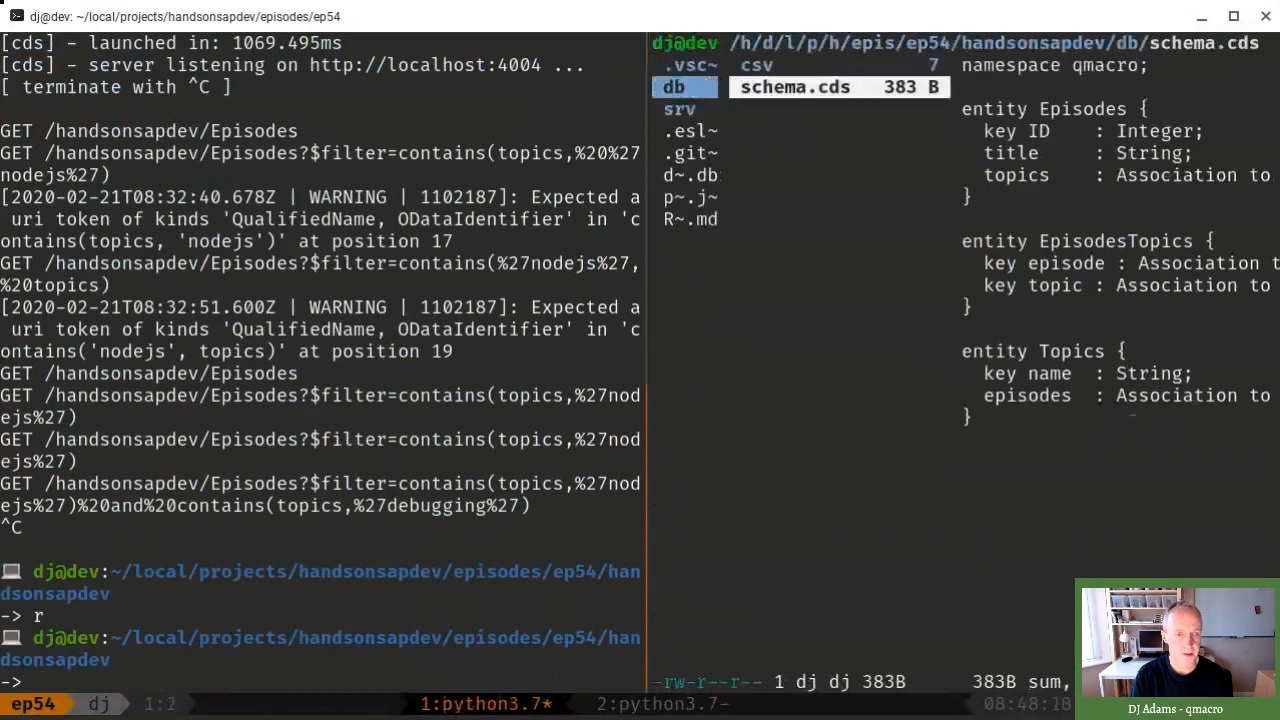 dj@dev: ~/local/projects/handsonsapdev/episodes/ep54
[cds] - launched in: 1069.495ms
[cds] - server listening on http://localhost:4004 ...
[ terminate with ^C ]
GET /handsonsapdev/Episodes
GET /handsonsapdev/Episodes?$filter=contains(topics,%20%27
nodejs%27)
[2020-02-21T08:32:40.678Z | WARNING | 1102187]: Expected a
uri token of kinds 'QualifiedName, ODataIdentifier' in 'c
ontains(topics, 'nodejs')' at position 17
GET /handsonsapdev/Episodes?$filter=contains(%27nodejs%27,
%20topics)
[2020-02-21T08:32:51.600Z | WARNING | 1102187]: Expected a
uri token of kinds 'QualifiedName, ODataIdentifier' in 'c
ontains('nodejs', topics)' at position 19
GET /handsonsapdev/Episodes
GET /handsonsapdev/Episodes?$filter=contains(topics,%27nod
ejs%27)
GET /handsonsapdev/Episodes?$filter=contains(topics,%27nod
ejs%27)
GET /handsonsapdev/Episodes?$filter=contains(topics,%27nod
ejs%27)%20and%20contains(topics,%27debugging%27)
^C
dj@dev:~/local/projects/handsonsapdev/episodes/ep54/han
dsonsapdev
-> r
dj@dev:~/local/projects/handsonsapdev/episodes/ep54/han
dsonsapdev
->
dj@dev /h/d/l/p/h/epis/ep54/handsonsapdev/db/schema.cds
.vsc~
db
srv
.esl~
.git~
d~.db
p~.j~
R~.md
csv 7
schema.cds 383 B
namespace qmacro;
entity Episodes {
key ID : Integer;
title : String;
topics : Association to
}
entity EpisodesTopics {
key episode : Association t
key topic : Association to
}
entity Topics {
key name : String;
episodes : Association to
}
-rw-r--r-- 1 dj dj 383B 383B sum,
ep54 dj 1:2 1:python3.7* 2:python3.7- 08:48:18
DJ Adams - qmacro